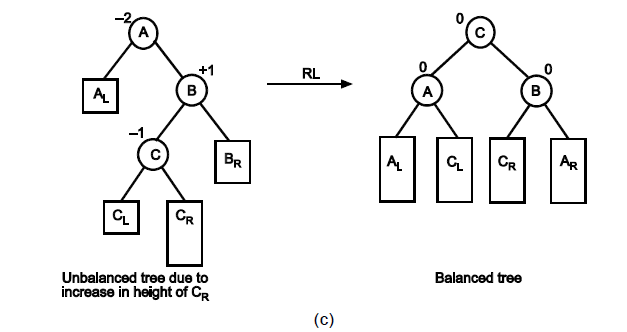 –2
A
A_L
+1
B
–1
C
B_R
C_L
C_R
Unbalanced tree due to
increase in height of C_R
RL
0
C
0
A
0
B
A_L
C_L
C_R
A_R
Balanced tree
(c)